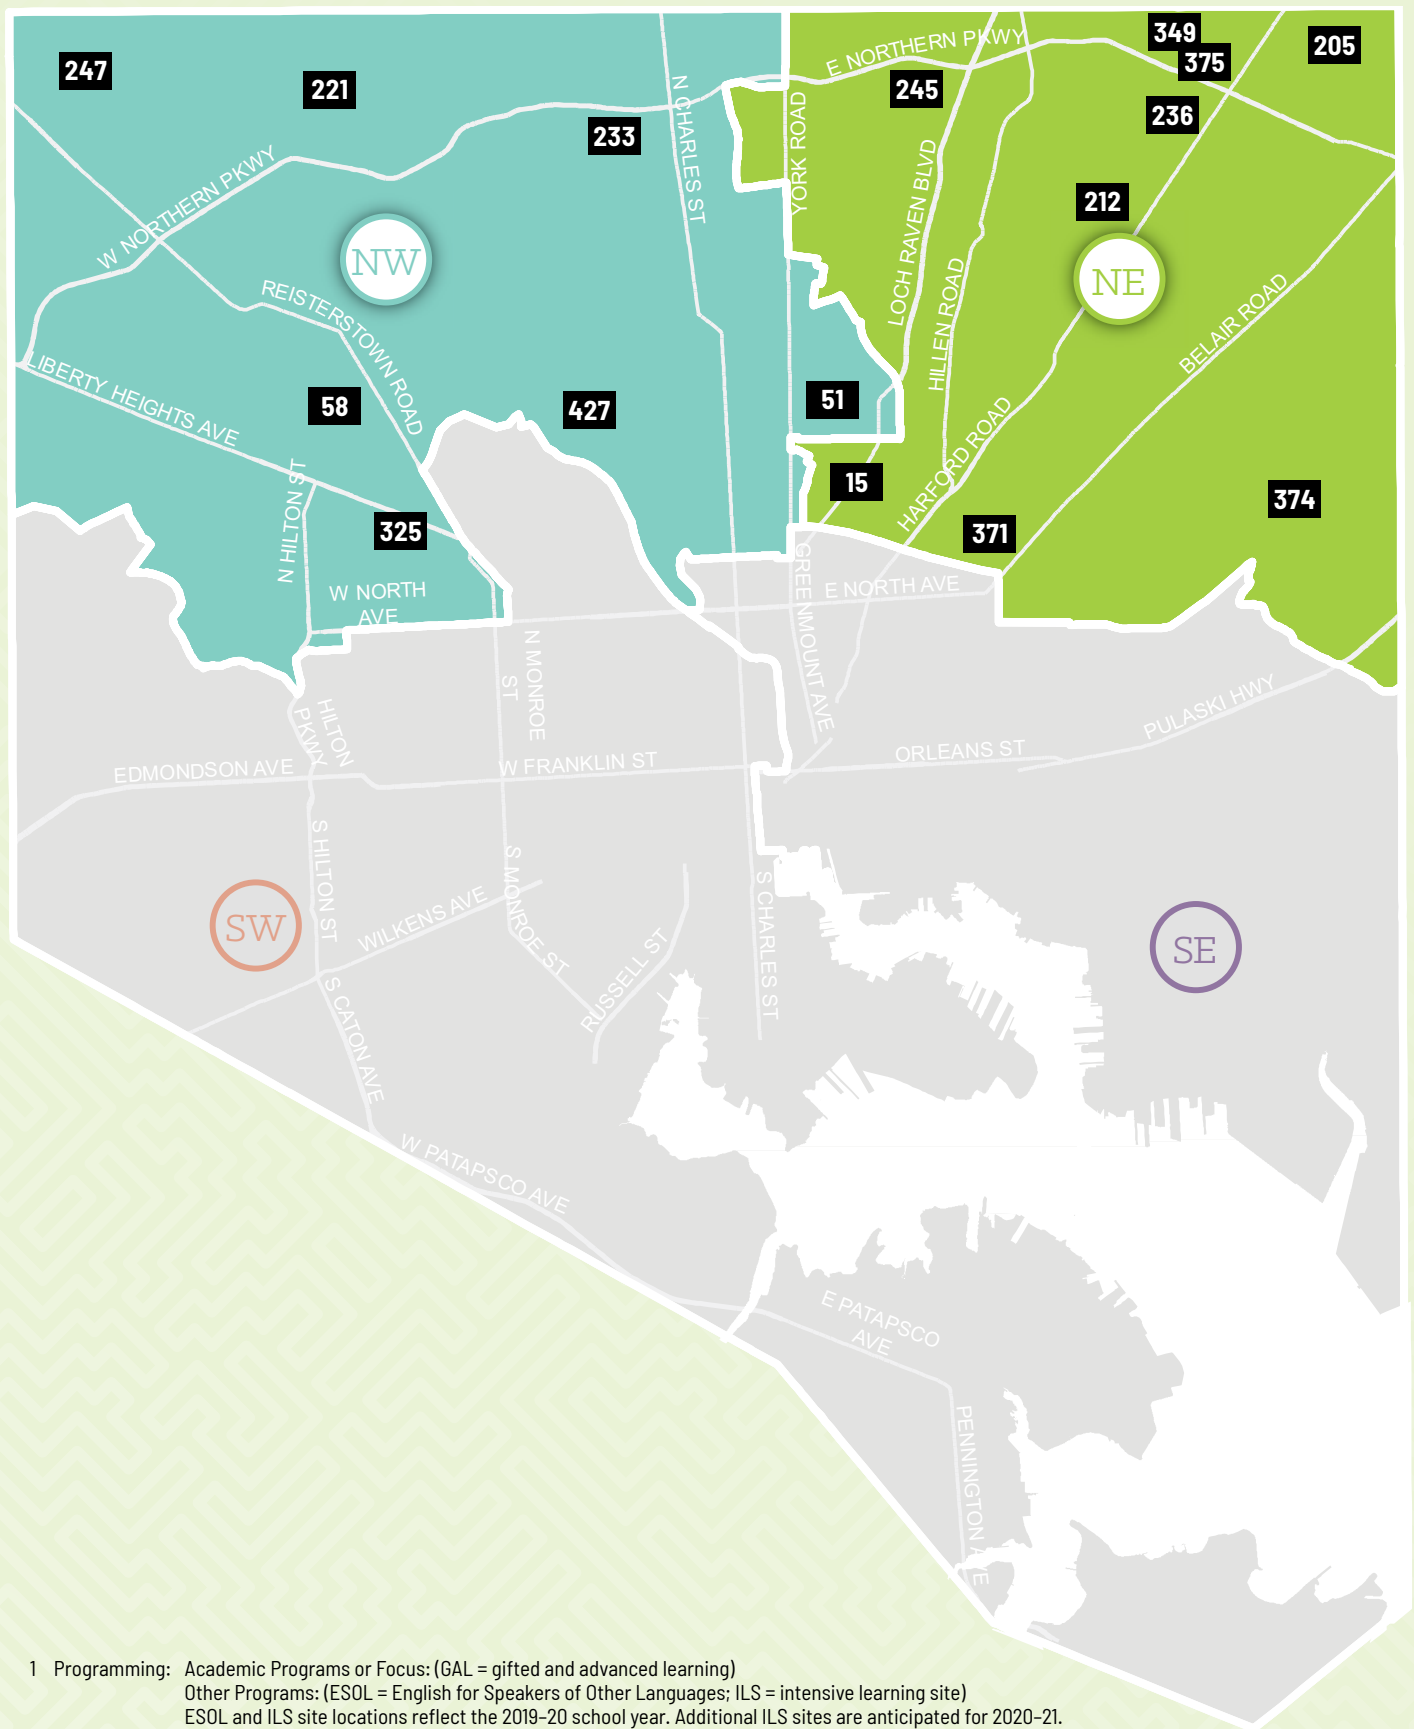 247
221
233
349
375
205
245
236
E NORTHERN PKWY
N CHARLES ST
YORK ROAD
W NORTHERN PKWY
LOCH RAVEN BLVD
212
NW
NE
HILLEN ROAD
REISTERSTOWN ROAD
BELAIR ROAD
LIBERTY HEIGHTS AVE
58
427
51
HARFORD ROAD
15
374
N HILTON ST
325
371
W NORTH
AVE
GREENMOUNT AVE
E NORTH AVE
N MONROE
ST
HILTON
PKWY
PULASKI HWY
EDMONDSON AVE
W FRANKLIN ST
ORLEANS ST
S HILTON ST
S MONROE ST
S CHARLES ST
SW
WILKENS AVE
RUSSELL ST
SE
S CATON AVE
W PATAPSCO AVE
E PATAPSCO
AVE
PENNINGTON AVE
1 Programming: Academic Programs or Focus: (GAL = gifted and advanced learning)
Other Programs: (ESOL = English for Speakers of Other Languages; ILS = intensive learning site)
ESOL and ILS site locations reflect the 2019–20 school year. Additional ILS sites are anticipated for 2020–21.